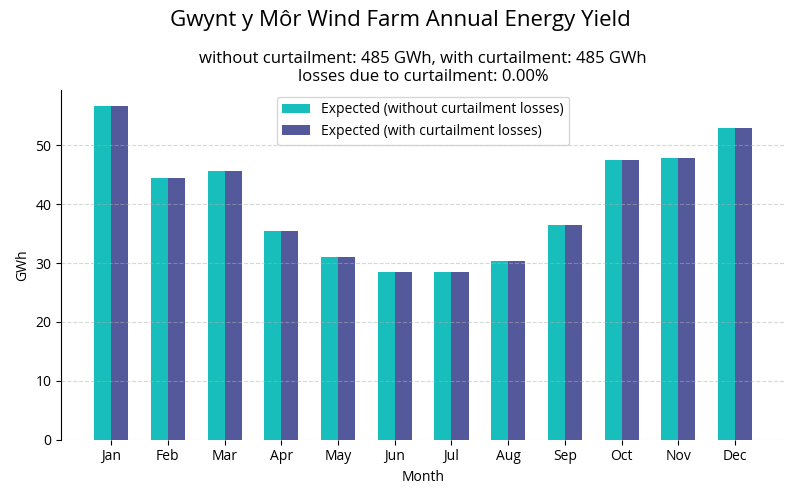 Gwynt y Môr Wind Farm Annual Energy Yield
without curtailment: 485 GWh, with curtailment: 485 GWh
losses due to curtailment: 0.00%
Expected (without curtailment losses)
Expected (with curtailment losses)
50
40
30
20
10
0
GWh
Jan Feb Mar Apr May Jun Jul Aug Sep Oct Nov Dec
Month